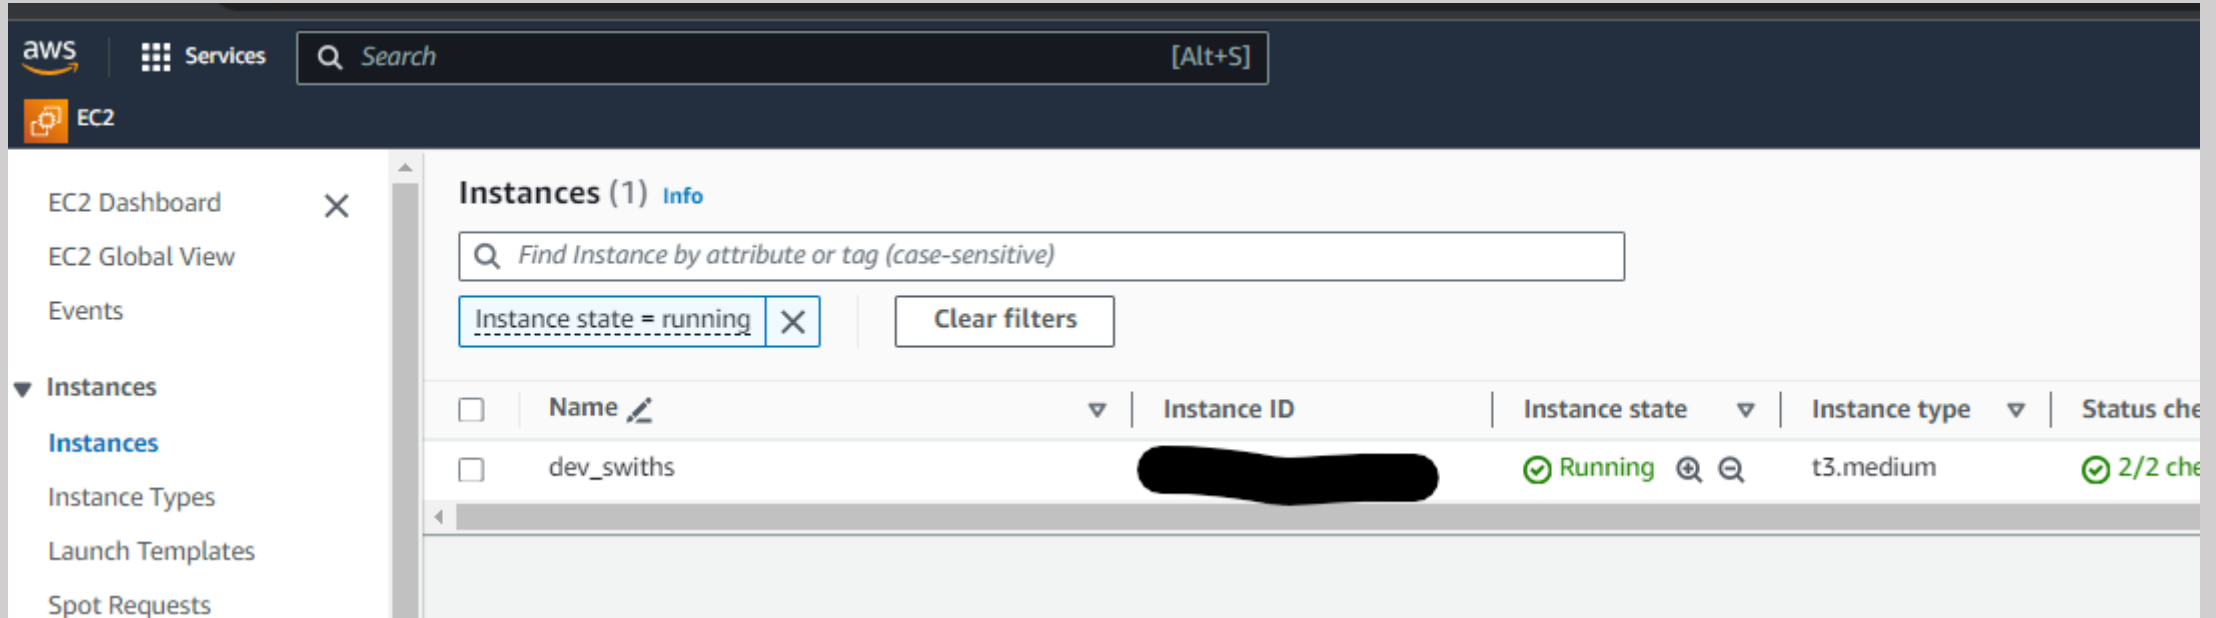 aws Services Search [Alt+S]
EC2
EC2 Dashboard
EC2 Global View
Events
Instances
Instances
Instance Types
Launch Templates
Spot Requests
Instances (1) Info
Find Instance by attribute or tag (case-sensitive)
Instance state = running Clear filters
Name Instance ID Instance state Instance type Status che
dev_swiths Running t3.medium 2/2 che